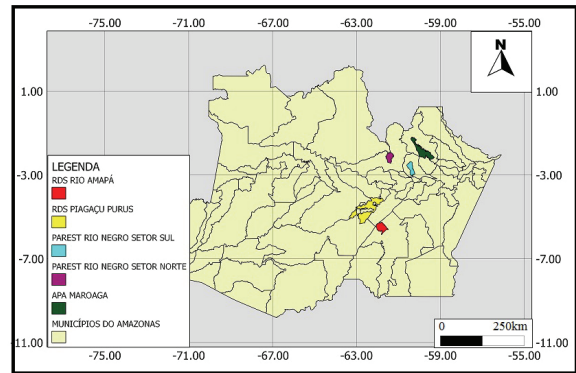 -75.00 -71.00 -67.00 -63.00 -59.00 -55.00
N
1.00 1.00
-3.00 -3.00
-7.00 -7.00
-11.00 -11.00
LEGENDA
RDS RIO AMAPÁ
RDS PIAGAÇU PURUS
PAREST RIO NEGRO SETOR SUL
PAREST RIO NEGRO SETOR NORTE
APA MAROAGA
MUNICÍPIOS DO AMAZONAS
0 250km
-75.00 -71.00 -67.00 -63.00 -59.00 -55.00